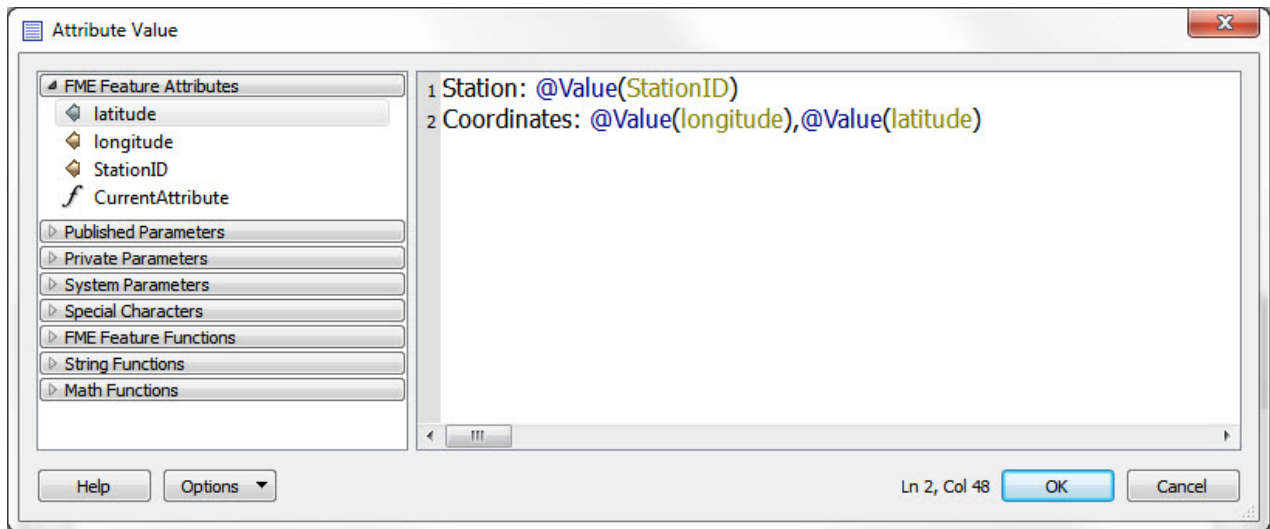 Attribute Value
FME Feature Attributes
latitude
longitude
StationID
f CurrentAttribute
Published Parameters
Private Parameters
System Parameters
Special Characters
FME Feature Functions
String Functions
Math Functions
1 Station: @Value(StationID)
2 Coordinates: @Value(longitude),@Value(latitude)
Help
Options
Ln 2, Col 48
OK
Cancel